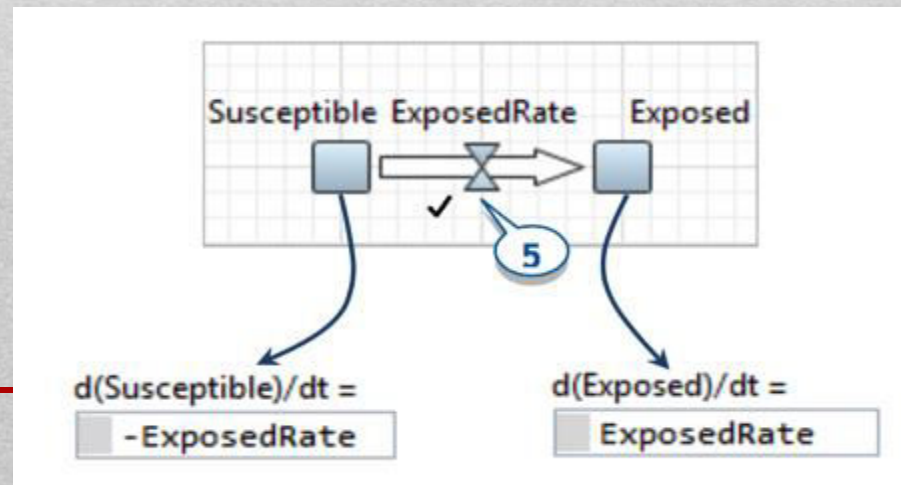 Susceptible ExposedRate Exposed
5
d(Susceptible)/dt =
-ExposedRate
d(Exposed)/dt =
ExposedRate